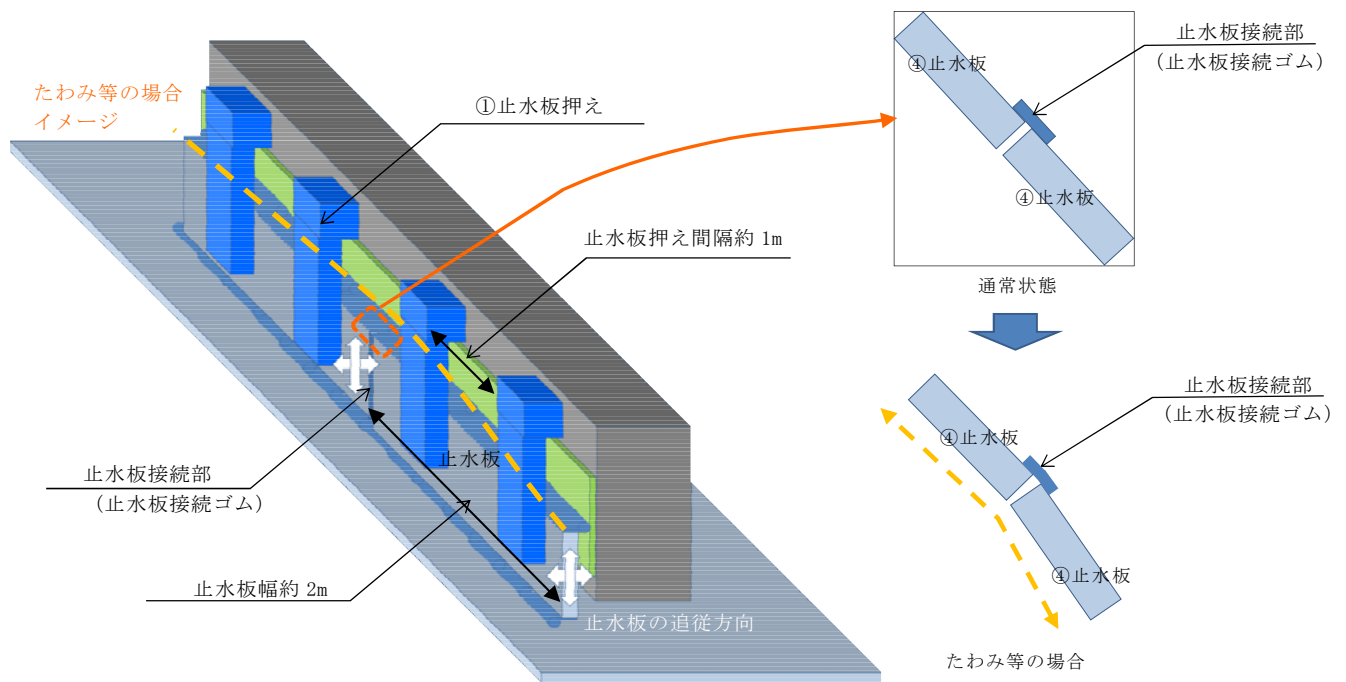 たわみ等の場合
イメージ
①止水板押え
止水板押え間隔約 1m
止水板
止水板接続部
（止水板接続ゴム）
止水板幅約 2m
止水板の追従方向
止水板接続部
（止水板接続ゴム）
④止水板
④止水板
通常状態
止水板接続部
（止水板接続ゴム）
④止水板
④止水板
たわみ等の場合